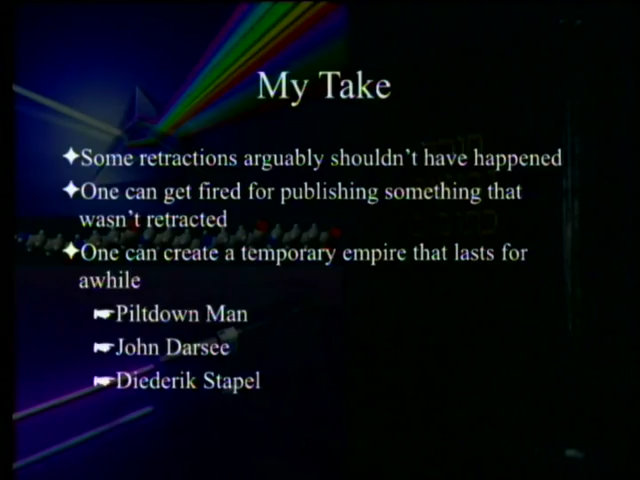 My Take
Some retractions arguably shouldn't have happened
One can get fired for publishing something that
wasn't retracted
One can create a temporary empire that lasts for
awhile
Piltdown Man
John Darsee
Diederik Stapel